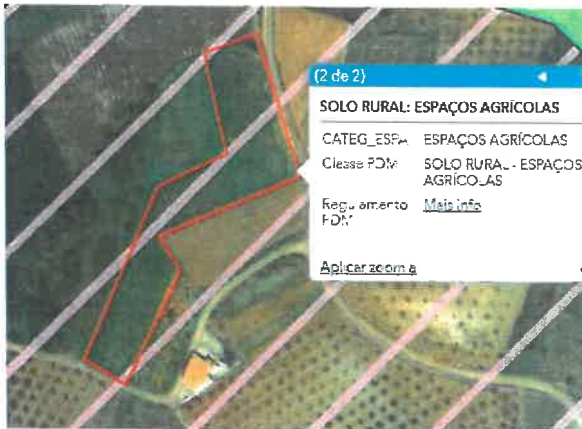 (2 de 2)
SOLO RURAL: ESPAÇOS AGRÍCOLAS
CATEG_ESPA ESPAÇOS AGRÍCOLAS
Classe PDM SOLO RURAL - ESPAÇOS
AGRÍCOLAS
Regulamento Mais info
PDM
Aplicar zoom a